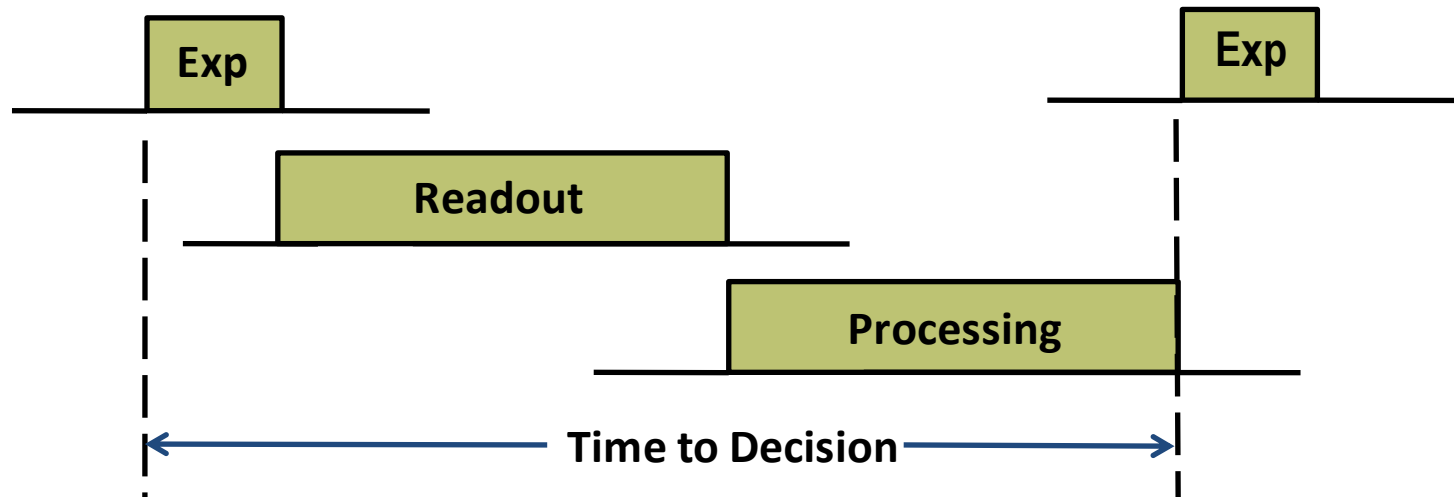 Exp
Exp
Readout
Processing
Time to Decision